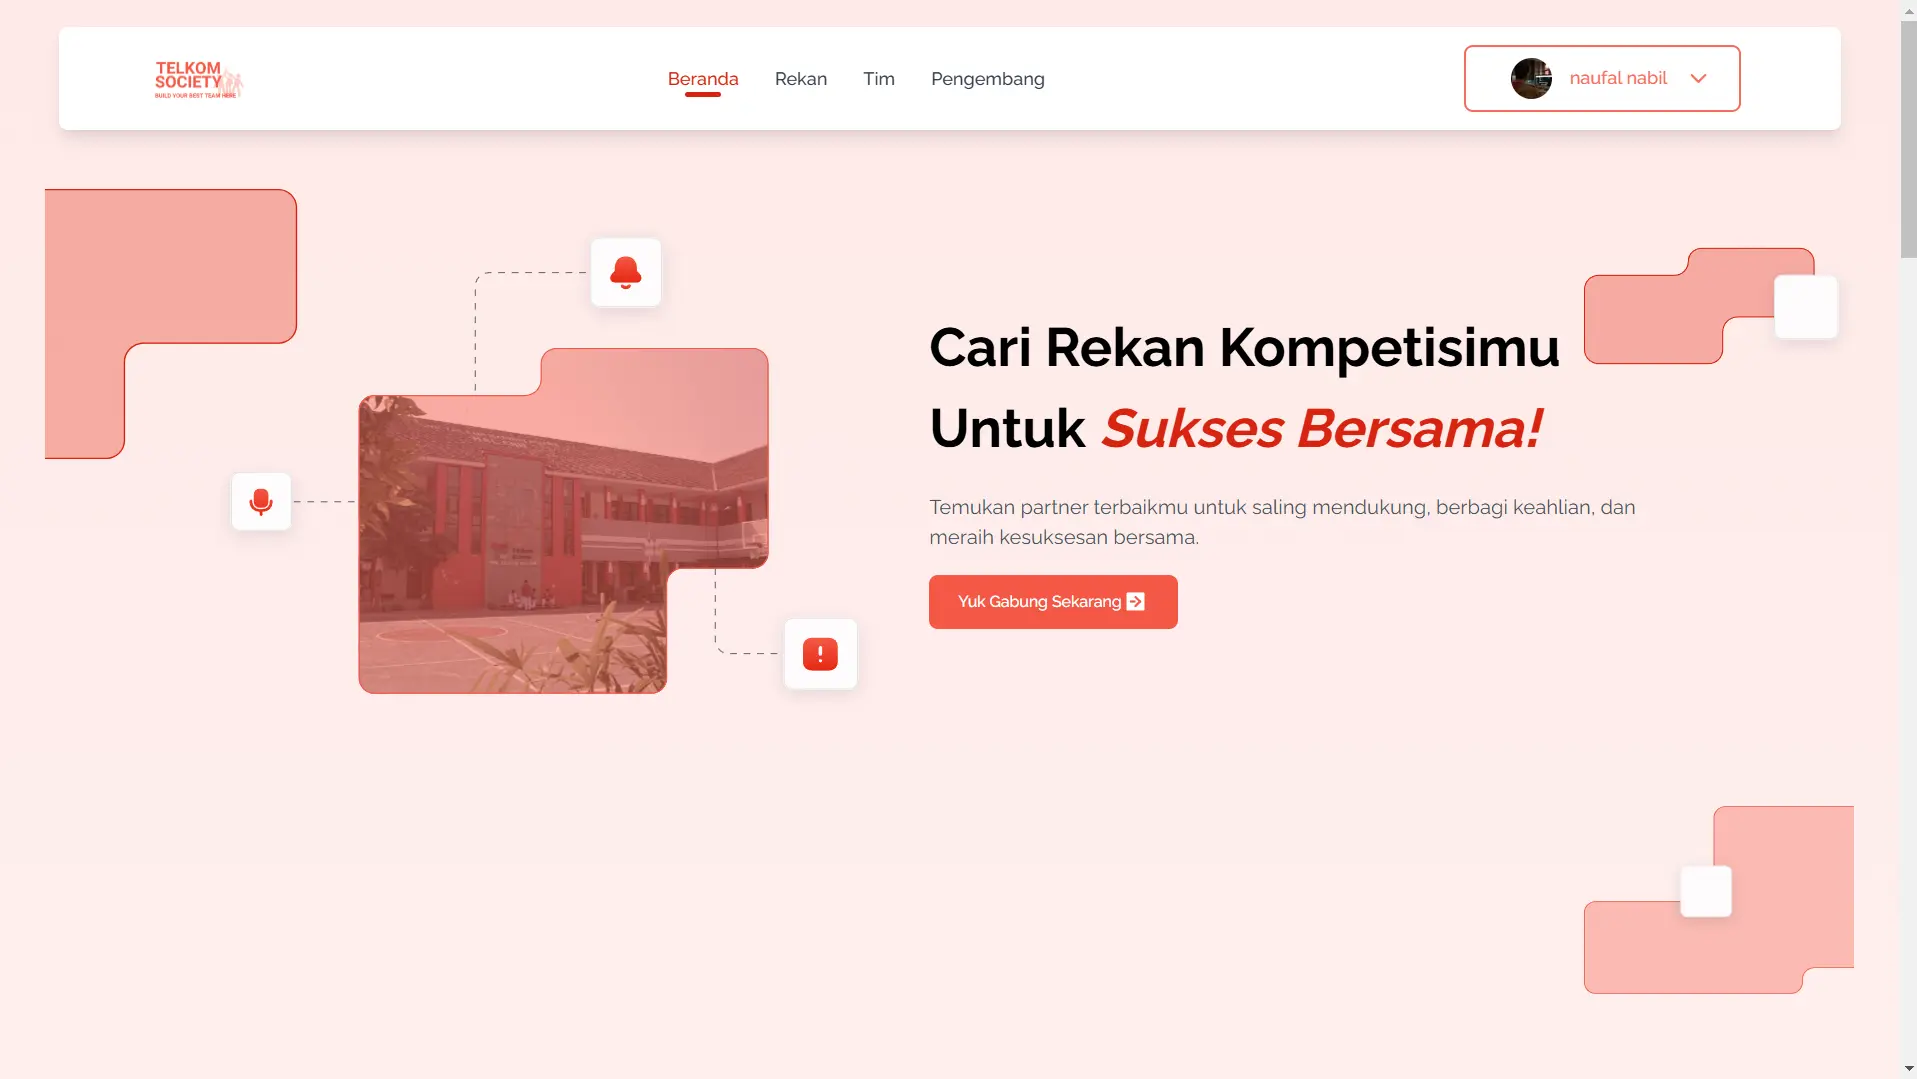 TELKOM
SOCIETY
BUILD YOUR BEST TEAM HERE
Beranda
Rekan
Tim
Pengembang
naufal nabil
Cari Rekan Kompetisimu
Untuk Sukses Bersama!
Temukan partner terbaikmu untuk saling mendukung, berbagi keahlian, dan
meraih kesuksesan bersama.
Yuk Gabung Sekarang